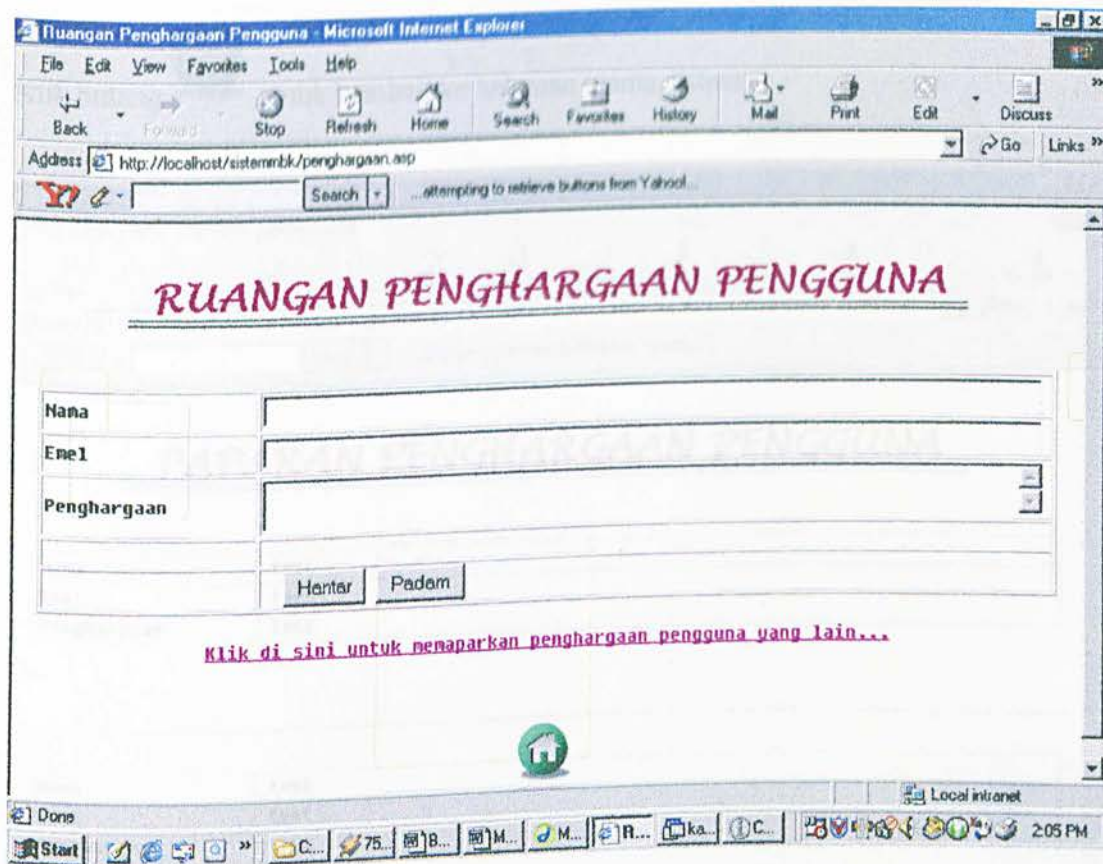 Ruangan Penghargaan Pengguna - Microsoft Internet Explorer
File Edit View Favorites Tools Help
Back Forward Stop Refresh Home Search Favorites History Mail Print Edit Discuss
Address http://localhost/sistemmbk/penghargaan.asp Go Links »
Y? Search ...attempting to retrieve buttons from Yahoo!...
RUANGAN PENGHARGAAN PENGGUNA
Nama
Emel
Penghargaan
Hantar Padam
Klik di sini untuk memaparkan penghargaan pengguna yang lain...
Done Local intranet
Start » C... 75... B... M... M... R... ka... C... 2:05 PM